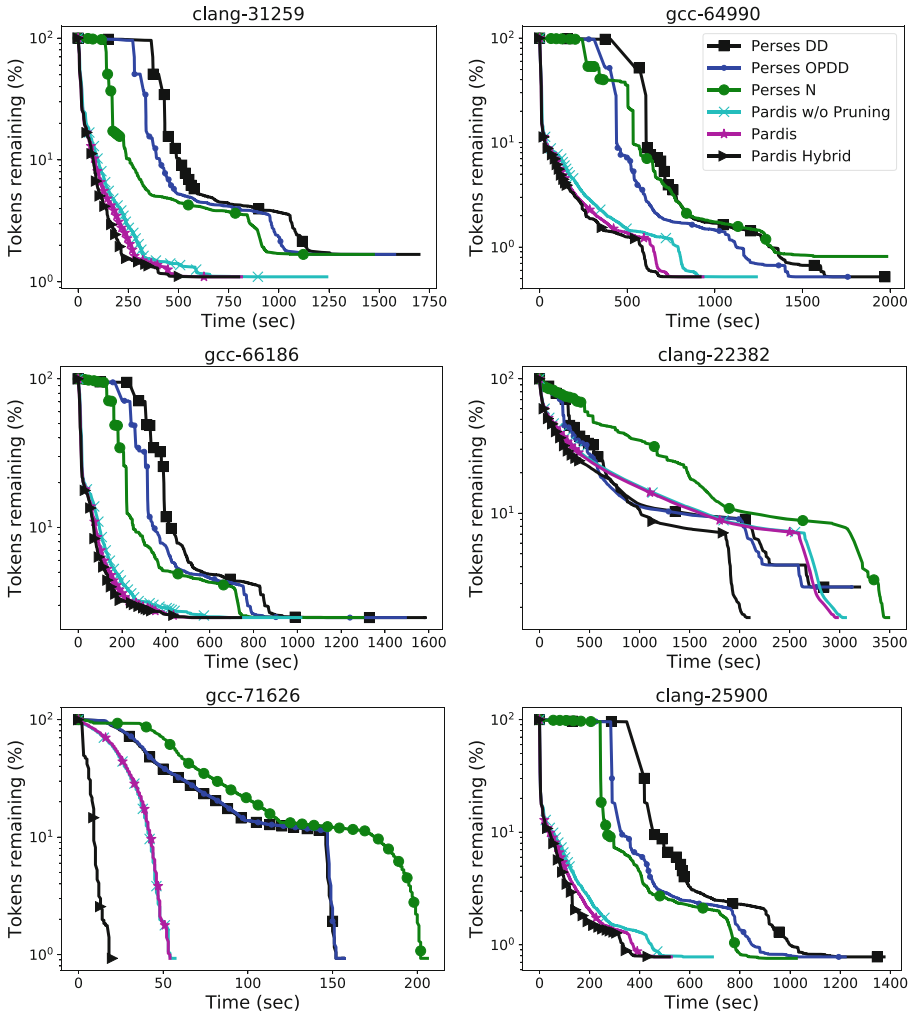 clang-31259
gcc-64990
Tokens remaining (%)
10²
10¹
10⁰
0 250 500 750 1000 1250 1500 1750
Time (sec)
Tokens remaining (%)
10²
10¹
10⁰
0 500 1000 1500 2000
Time (sec)
Perses DD
Perses OPDD
Perses N
Pardis w/o Pruning
Pardis
Pardis Hybrid
gcc-66186
clang-22382
Tokens remaining (%)
10²
10¹
0 200 400 600 800 1000 1200 1400 1600
Time (sec)
Tokens remaining (%)
10²
10¹
0 500 1000 1500 2000 2500 3000 3500
Time (sec)
gcc-71626
clang-25900
Tokens remaining (%)
10²
10¹
10⁰
0 50 100 150 200
Time (sec)
Tokens remaining (%)
10²
10¹
10⁰
0 200 400 600 800 1000 1200 1400
Time (sec)